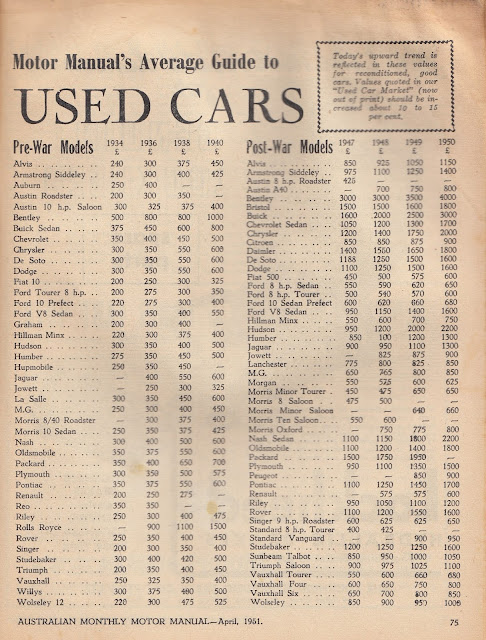 Motor Manual's Average Guide to
USED CARS
Today's upward trend is
reflected in these values
for reconditioned, good
cars. Values quoted in our
"Used Car Market" (now
out of print) should be in-
creased about 10 to 15
per cent.
Pre-War Models 1934 1936 1938 1940
£ £ £ £
Alvis 240 300 375 450
Armstrong Siddeley 240 300 400 425
Auburn 250 400 — —
Austin Roadster 200 300 350 —
Austin 10 h.p. Saloon 300 325 375 400
Bentley 500 800 800 1000
Buick Sedan 375 450 600 800
Chevrolet 350 400 450 500
Chrysler 300 350 550 600
De Soto 300 350 550 600
Dodge 300 350 550 600
Fiat 10 200 250 300 325
Ford Tourer 8 h.p. 200 275 300 350
Ford 10 Prefect 220 275 300 400
Ford V8 Sedan 300 350 400 550
Graham 200 300 400 —
Hillman Minx 220 300 375 400
Hudson 300 350 400 500
Humber 275 350 450 500
Hupmobile 250 350 450 —
Jaguar — 400 550 600
Jowett — 250 300 325
La Salle 300 350 450 600
M.G. 250 300 400 450
Morris 8/40 Roadster — 300 375 400
Morris 10 Sedan 250 350 375 425
Nash 300 400 500 600
Oldsmobile 350 375 550 600
Packard 350 400 650 700
Plymouth 300 350 500 575
Pontiac 350 375 550 600
Renault 200 250 275 —
Reo 350 350 — —
Riley 250 300 400 475
Rolls Royce — 900 1100 1500
Rover 250 350 400 450
Singer 200 300 350 400
Studebaker 300 400 420 500
Triumph 200 350 400 450
Vauxhall 250 325 350 400
Willys 300 375 400 500
Wolseley 12 220 300 475 525
Post-War Models 1947 1948 1949 1950
£ £ £ £
Alvis 850 925 1050 1150
Armstrong Siddeley 975 1100 1250 1400
Austin 8 h.p. Roadster 425 — — —
Austin A40 — 700 750 800
Bentley 3000 3000 3500 4000
Bristol 1500 1500 1600 1800
Buick 1600 2000 2500 3000
Chevrolet Sedan 1050 1200 1300 1700
Chrysler 1200 1400 1750 2000
Citroen 850 850 875 900
Daimler 1400 1500 1650 1800
De Soto 1188 1250 1500 1600
Dodge 1100 1250 1500 1600
Fiat 500 450 500 575 600
Ford 8 h.p. Sedan 550 590 620 650
Ford 8 h.p. Tourer 500 540 570 600
Ford 10 Sedan Prefect 600 620 660 680
Ford V8 Sedan 950 1150 1400 1600
Hillman Minx 550 600 700 750
Hudson 950 1200 2000 2200
Humber 850 100 1200 1300
Jaguar 900 950 1100 1300
Jowett — 825 875 900
Lanchester 775 800 825 850
M.G. 650 765 800 850
Morgan 550 575 600 625
Morris Minor Tourer 450 475 650 650
Morris 8 Saloon 475 500 — —
Morris Minor Saloon — — 640 660
Morris Ten Saloon 550 600 — —
Morris Oxford — 750 775 800
Nash Sedan 1100 1150 1800 2200
Oldsmobile 1100 1200 1400 1800
Packard 1500 1750 1950 —
Plymouth 950 1100 1350 1500
Peugeot — — 850 900
Pontiac 1100 1250 1450 1700
Renault — 575 575 600
Riley 950 1050 1100 1200
Rover 1100 1200 1550 1600
Singer 9 h.p. Roadster 600 625 625 650
Standard 8 h.p. Tourer 400 425 — —
Standard Vanguard — — 900 950
Studebaker 1200 1250 1250 1600
Sunbeam Talbot 850 950 1000 1050
Triumph Saloon 900 975 1025 1100
Vauxhall Tourer 550 600 660 680
Vauxhall Four 600 650 750 800
Vauxhall Six 650 700 800 850
Wolseley 850 900 950
AUSTRALIAN MONTHLY MOTOR MANUAL—April, 1951.
75